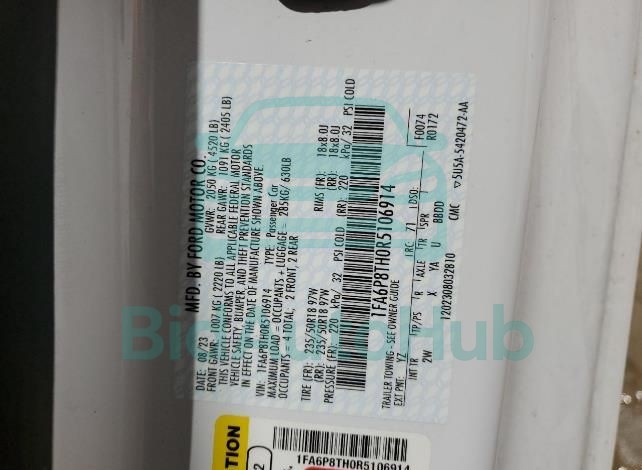 MFD. BY FORD MOTOR CO.
DATE: 08/23 GVWR: 2050 KG ( 4520 LB)
FRONT GAWR: 1007 KG ( 2220 LB) REAR GAWR: 1091 KG ( 2405 LB)
THIS VEHICLE CONFORMS TO ALL APPLICABLE FEDERAL MOTOR
VEHICLE SAFETY, BUMPER, AND THEFT PREVENTION STANDARDS
IN EFFECT ON THE DATE OF MANUFACTURE SHOWN ABOVE.
VIN: 1FA6P8TH0R5106914 TYPE: Passenger Car
MAXIMUM LOAD = OCCUPANTS + LUGGAGE = 285KG/ 630LB
OCCUPANTS = 4 TOTAL; 2 FRONT, 2 REAR
TIRE (FR): 235/50R18 97W RIMS (FR): 18x8.0J
(RR): 235/50R18 97W (RR): 18x8.0J
PRESSURE (FR): 220 kPa/ 32 PSI COLD (RR): 220 kPa/ 32 PSI COLD
1FA6P8TH0R5106914
TRAILER TOWING - SEE OWNER GUIDE
EXT PNT: YZ RC: 71 DSO: F0074
R0172
INT TR TP/PS R AXLE TR SPR
2W X YA U BBOD
CMC ▽5U5A-5420472-AA
1202308032810
BidAutoHub
TION
1FA6P8TH0R5106914